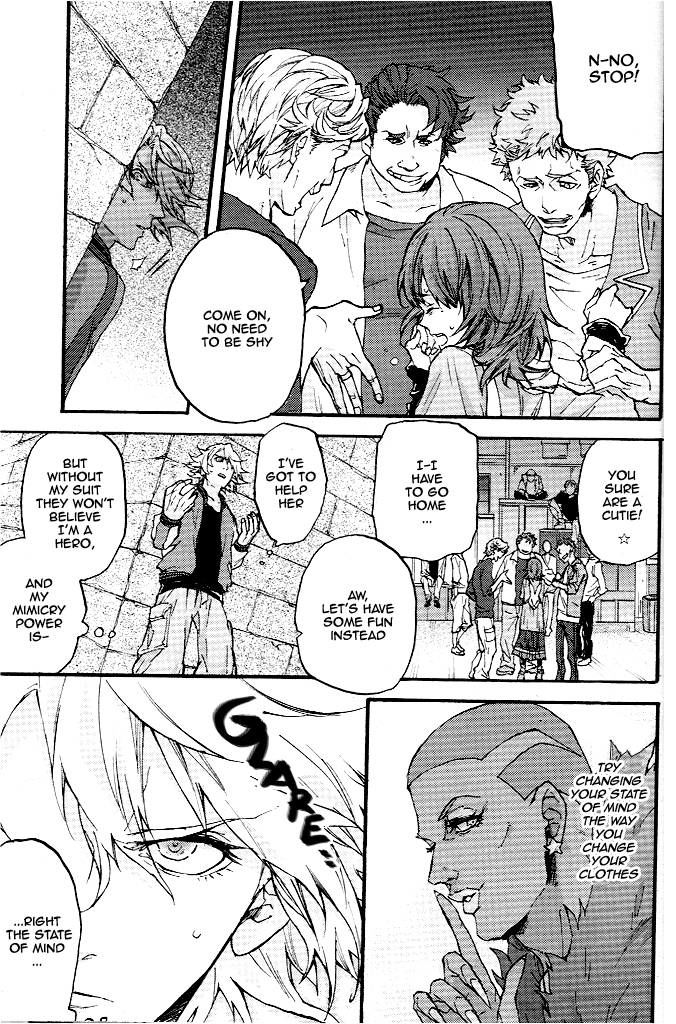 N-NO,
STOP!
COME ON,
NO NEED
TO BE SHY
YOU
SURE ARE
A CUTIE!
☆
I-I
HAVE
TO GO
HOME
...
AW,
LET'S HAVE
SOME FUN
INSTEAD
I'VE
GOT TO
HELP
HER
BUT
WITHOUT
MY SUIT
THEY WON'T
BELIEVE
I'M A
HERO,
AND
MY
MIMICRY
POWER
IS-
TRY
CHANGING
YOUR STATE
OF MIND
THE WAY
YOU
CHANGE
YOUR
CLOTHES
GLARE..
...RIGHT
THE STATE
OF MIND
...